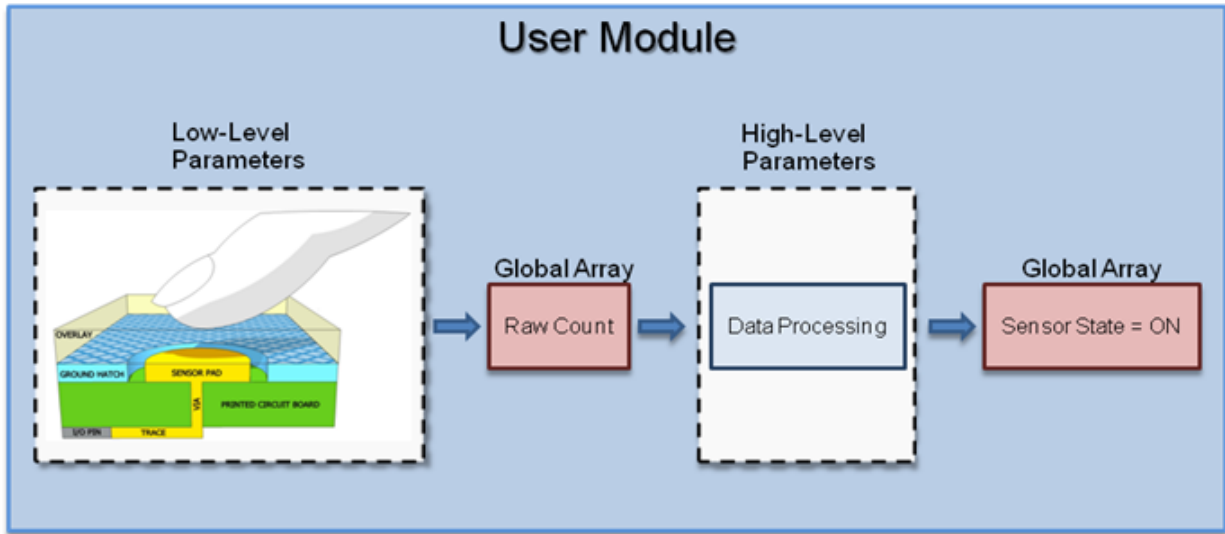 User Module
Low-Level
Parameters
High-Level
Parameters
Global Array
Raw Count
Data Processing
Global Array
Sensor State = ON
OVERLAY
GROUND HATCH
SENSOR PAD
VIA
PRINTED CIRCUIT BOARD
I/O PIN
TRACE